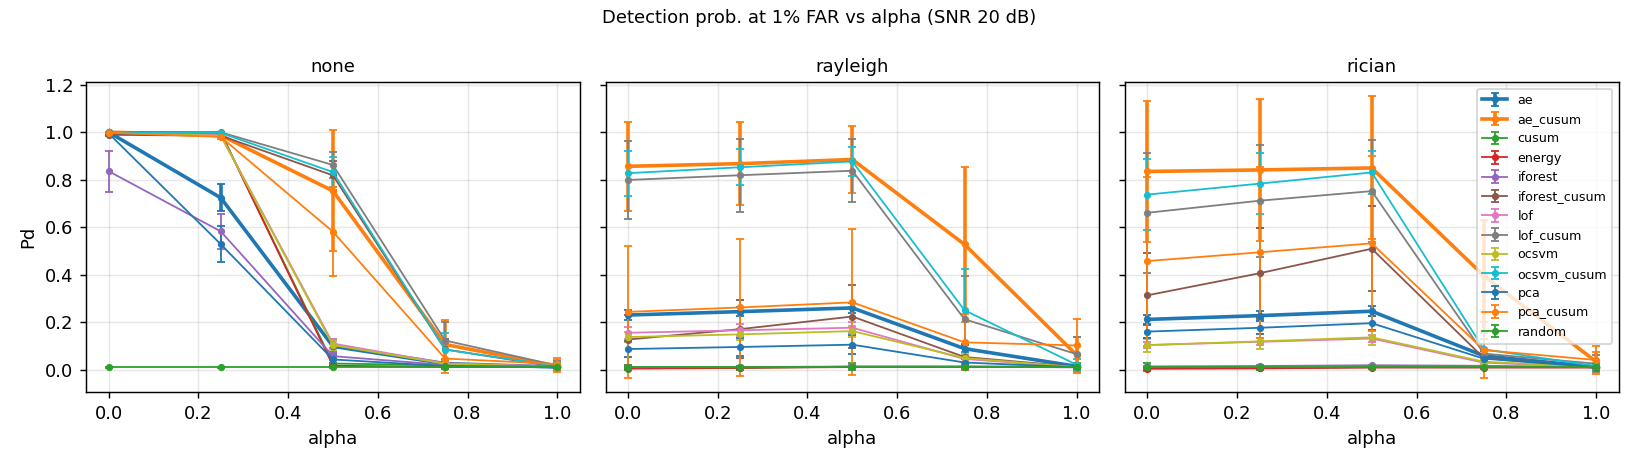 Detection prob. at 1% FAR vs alpha (SNR 20 dB)
none
rayleigh
rician
Pd
1.2
1.0
0.8
0.6
0.4
0.2
0.0
0.0 0.2 0.4 0.6 0.8 1.0
0.0 0.2 0.4 0.6 0.8 1.0
0.0 0.2 0.4 0.6 0.8 1.0
alpha
alpha
alpha
ae
ae_cusum
cusum
energy
iforest
iforest_cusum
lof
lof_cusum
ocsvm
ocsvm_cusum
pca
pca_cusum
random